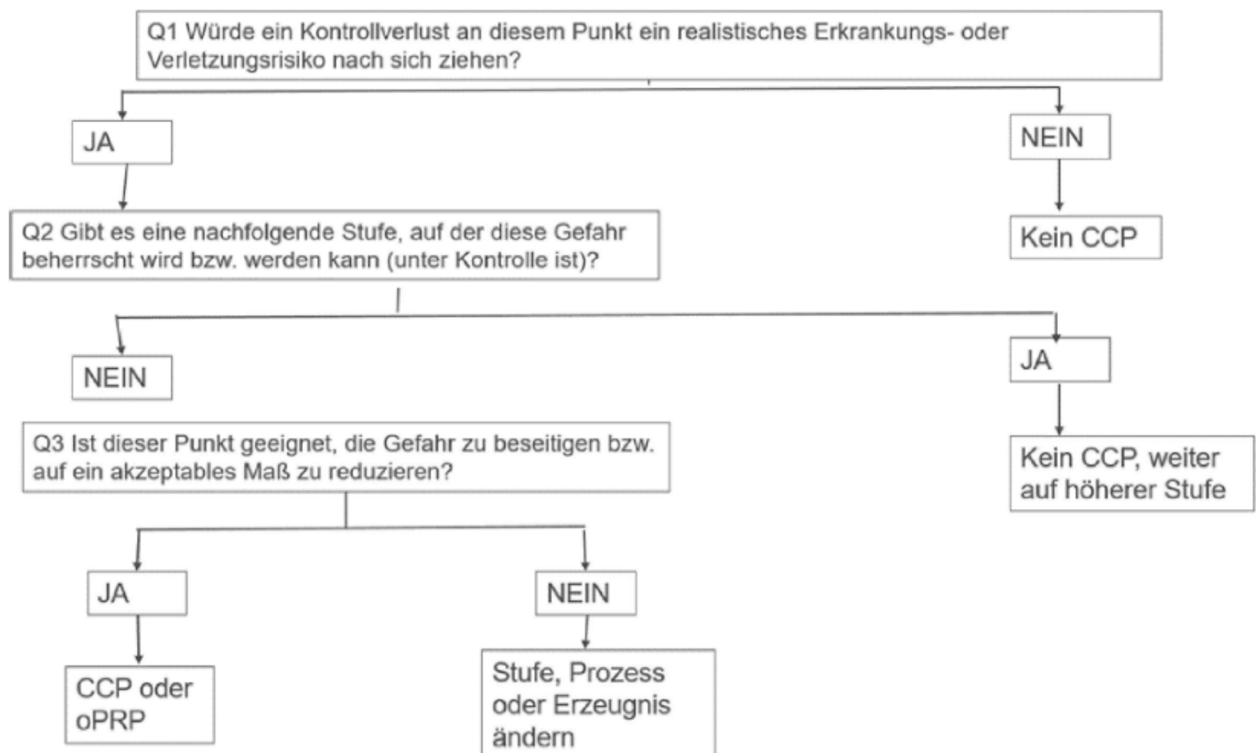 Q1 Würde ein Kontrollverlust an diesem Punkt ein realistisches Erkrankungs- oder
Verletzungsrisiko nach sich ziehen?
JA
NEIN
Q2 Gibt es eine nachfolgende Stufe, auf der diese Gefahr
beherrscht wird bzw. werden kann (unter Kontrolle ist)?
Kein CCP
NEIN
JA
Q3 Ist dieser Punkt geeignet, die Gefahr zu beseitigen bzw.
auf ein akzeptables Maß zu reduzieren?
Kein CCP, weiter
auf höherer Stufe
JA
NEIN
CCP oder
oPRP
Stufe, Prozess
oder Erzeugnis
ändern